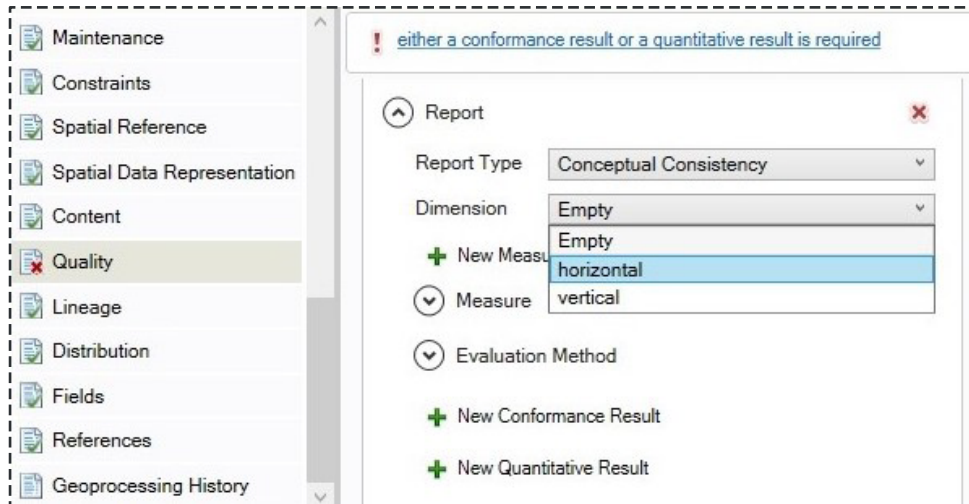 Maintenance
Constraints
Spatial Reference
Spatial Data Representation
Content
Quality
Lineage
Distribution
Fields
References
Geoprocessing History
either a conformance result or a quantitative result is required
Report
Report Type Conceptual Consistency
Dimension Empty
Empty
New Measu
horizontal
Measure vertical
Evaluation Method
New Conformance Result
New Quantitative Result